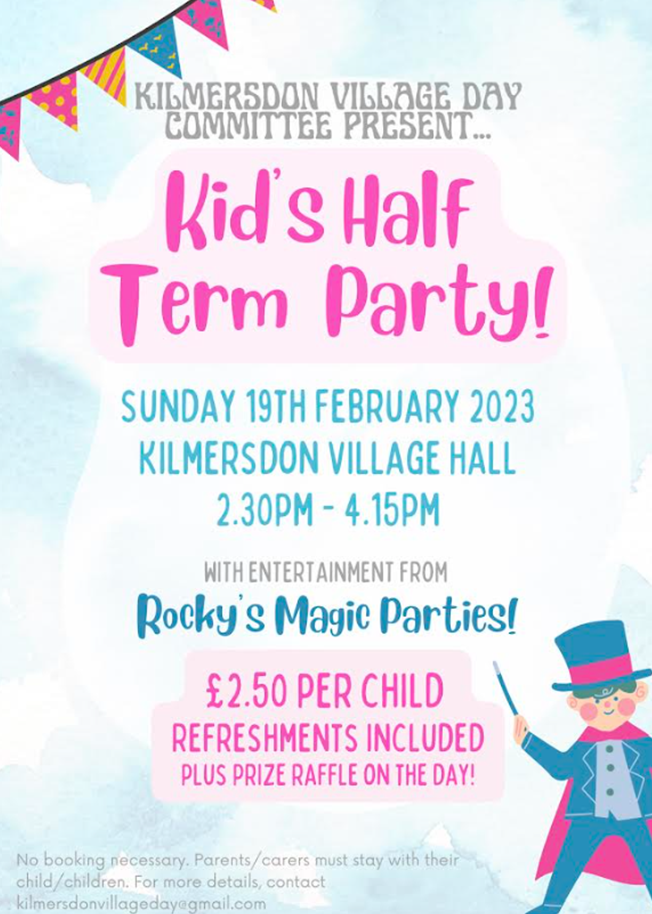 KILMERSDON VILLAGE DAY
COMMITTEE PRESENT...
Kid's Half
Term Party!
SUNDAY 19TH FEBRUARY 2023
KILMERSDON VILLAGE HALL
2.30PM - 4.15PM
WITH ENTERTAINMENT FROM
Rocky's Magic Parties!
£2.50 PER CHILD
REFRESHMENTS INCLUDED
PLUS PRIZE RAFFLE ON THE DAY!
No booking necessary. Parents/carers must stay with their
child/children. For more details, contact
kilmersdonvillageday@gmail.com